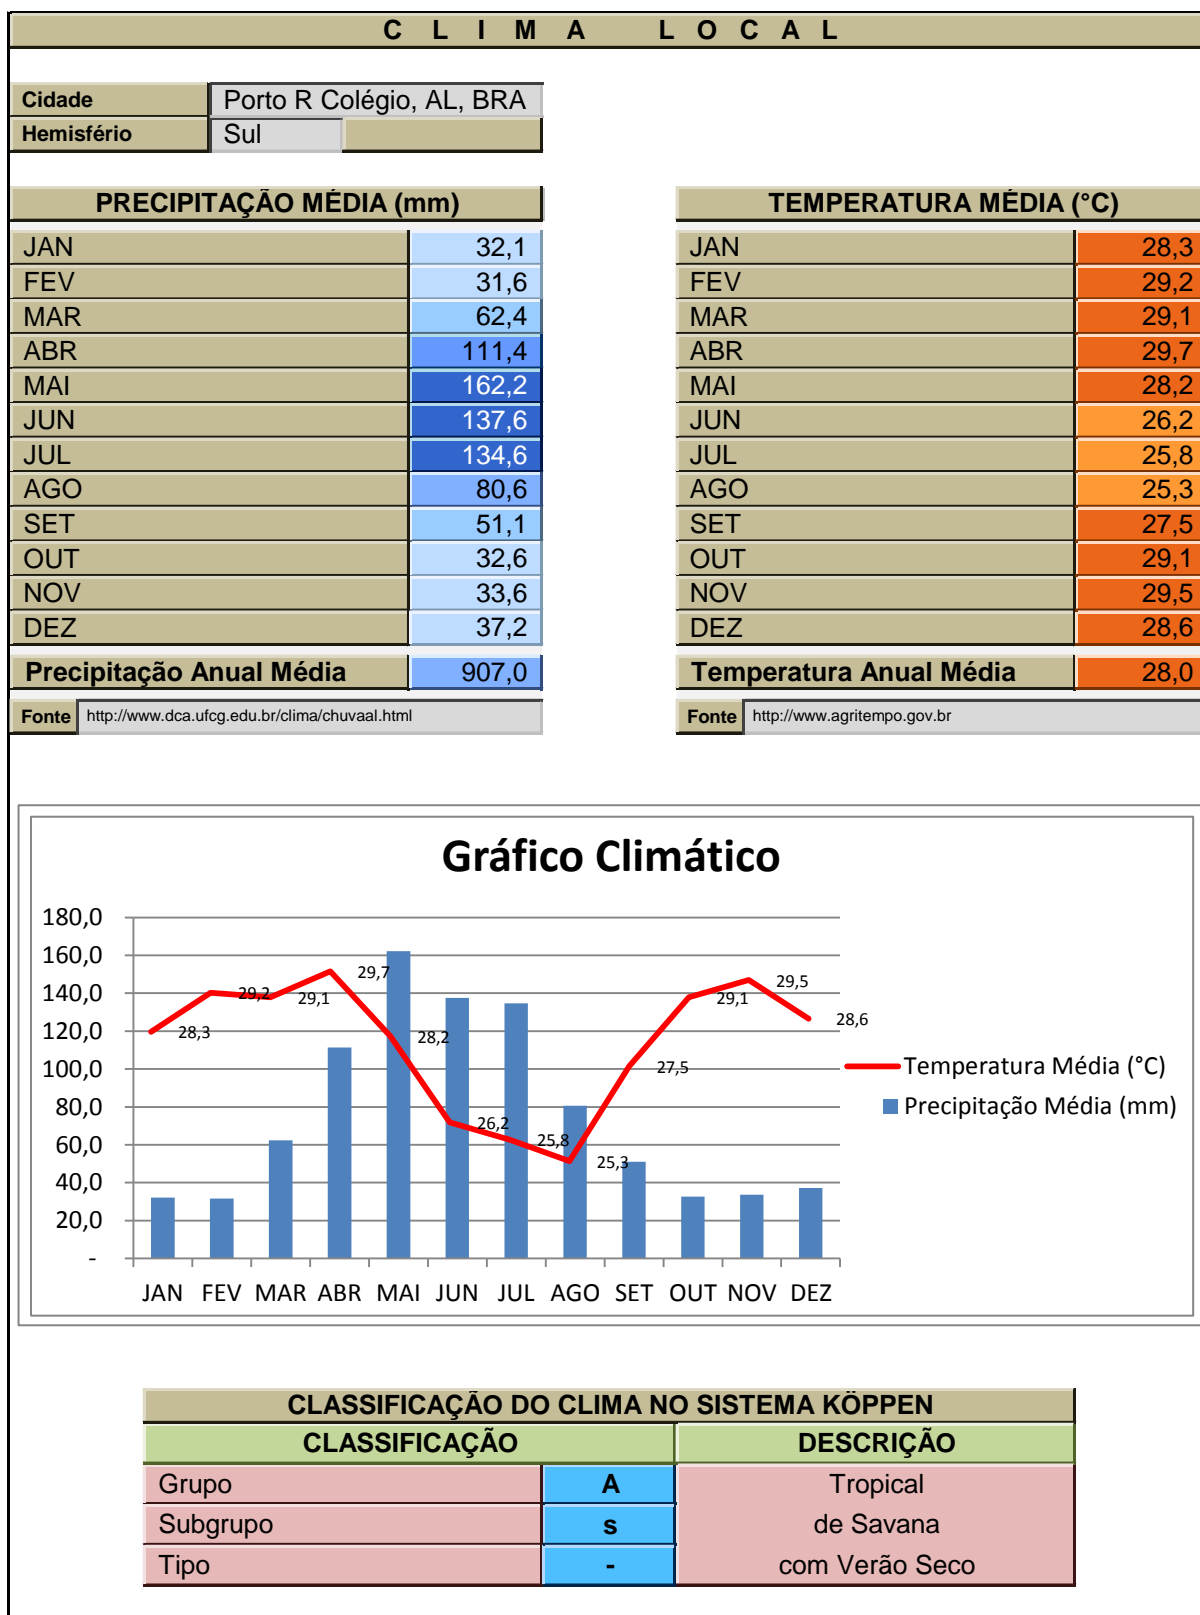 C L I M A L O C A L
Cidade Porto R Colégio, AL, BRA
Hemisfério Sul
PRECIPITAÇÃO MÉDIA (mm)
JAN 32,1
FEV 31,6
MAR 62,4
ABR 111,4
MAI 162,2
JUN 137,6
JUL 134,6
AGO 80,6
SET 51,1
OUT 32,6
NOV 33,6
DEZ 37,2
Precipitação Anual Média 907,0
Fonte http://www.dca.ufcg.edu.br/clima/chuvaal.html
TEMPERATURA MÉDIA (°C)
JAN 28,3
FEV 29,2
MAR 29,1
ABR 29,7
MAI 28,2
JUN 26,2
JUL 25,8
AGO 25,3
SET 27,5
OUT 29,1
NOV 29,5
DEZ 28,6
Temperatura Anual Média 28,0
Fonte http://www.agritempo.gov.br
Gráfico Climático
180,0
160,0
140,0
120,0
100,0
80,0
60,0
40,0
20,0
-
28,3
29,2
29,1
29,7
28,2
26,2
25,8
25,3
27,5
29,1
29,5
28,6
JAN FEV MAR ABR MAI JUN JUL AGO SET OUT NOV DEZ
Temperatura Média (°C)
Precipitação Média (mm)
CLASSIFICAÇÃO DO CLIMA NO SISTEMA KÖPPEN
CLASSIFICAÇÃO DESCRIÇÃO
Grupo A Tropical
Subgrupo s de Savana
Tipo - com Verão Seco